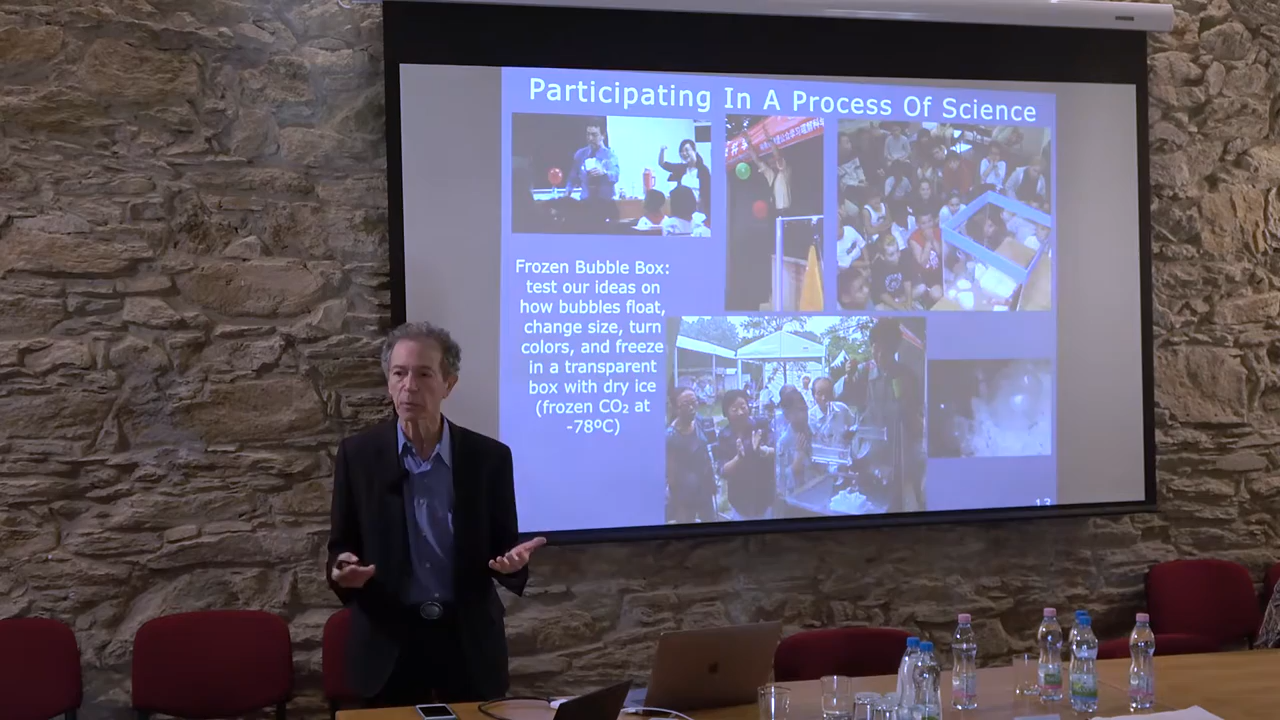 Participating In A Process Of Science
Frozen Bubble Box:
test our ideas on
how bubbles float,
change size, turn
colors, and freeze
in a transparent
box with dry ice
(frozen CO₂ at
-78ºC)
13